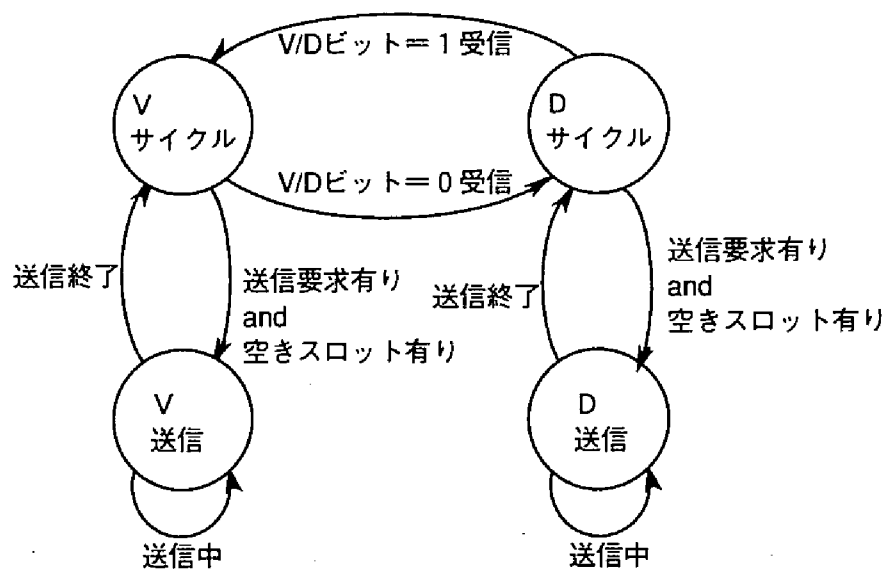 V/Dビット＝1受信
V
サイクル
D
サイクル
V/Dビット＝0受信
送信終了
送信要求有り
and
空きスロット有り
送信終了
送信要求有り
and
空きスロット有り
V
送信
D
送信
送信中
送信中